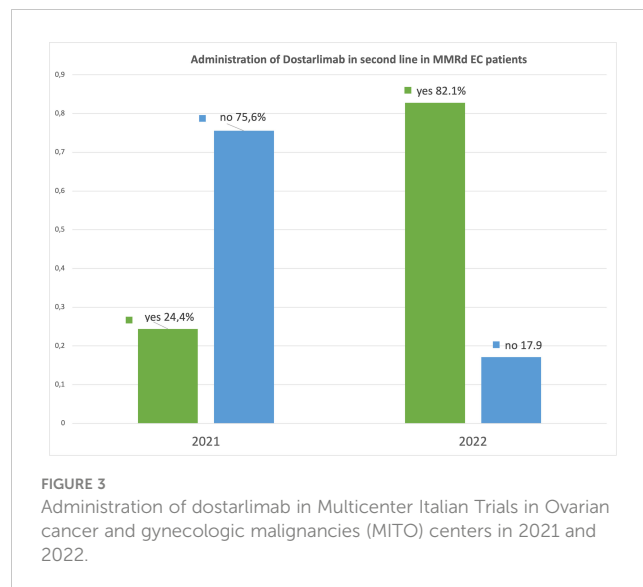 Administration of Dostarlimab in second line in MMRd EC patients
0,9
0,8
0,7
0,6
0,5
0,4
0,3
0,2
0,1
0
yes 24,4%
no 75,6%
yes 82.1%
no 17.9
2021
2022
FIGURE 3
Administration of dostarlimab in Multicenter Italian Trials in Ovarian
cancer and gynecologic malignancies (MITO) centers in 2021 and
2022.